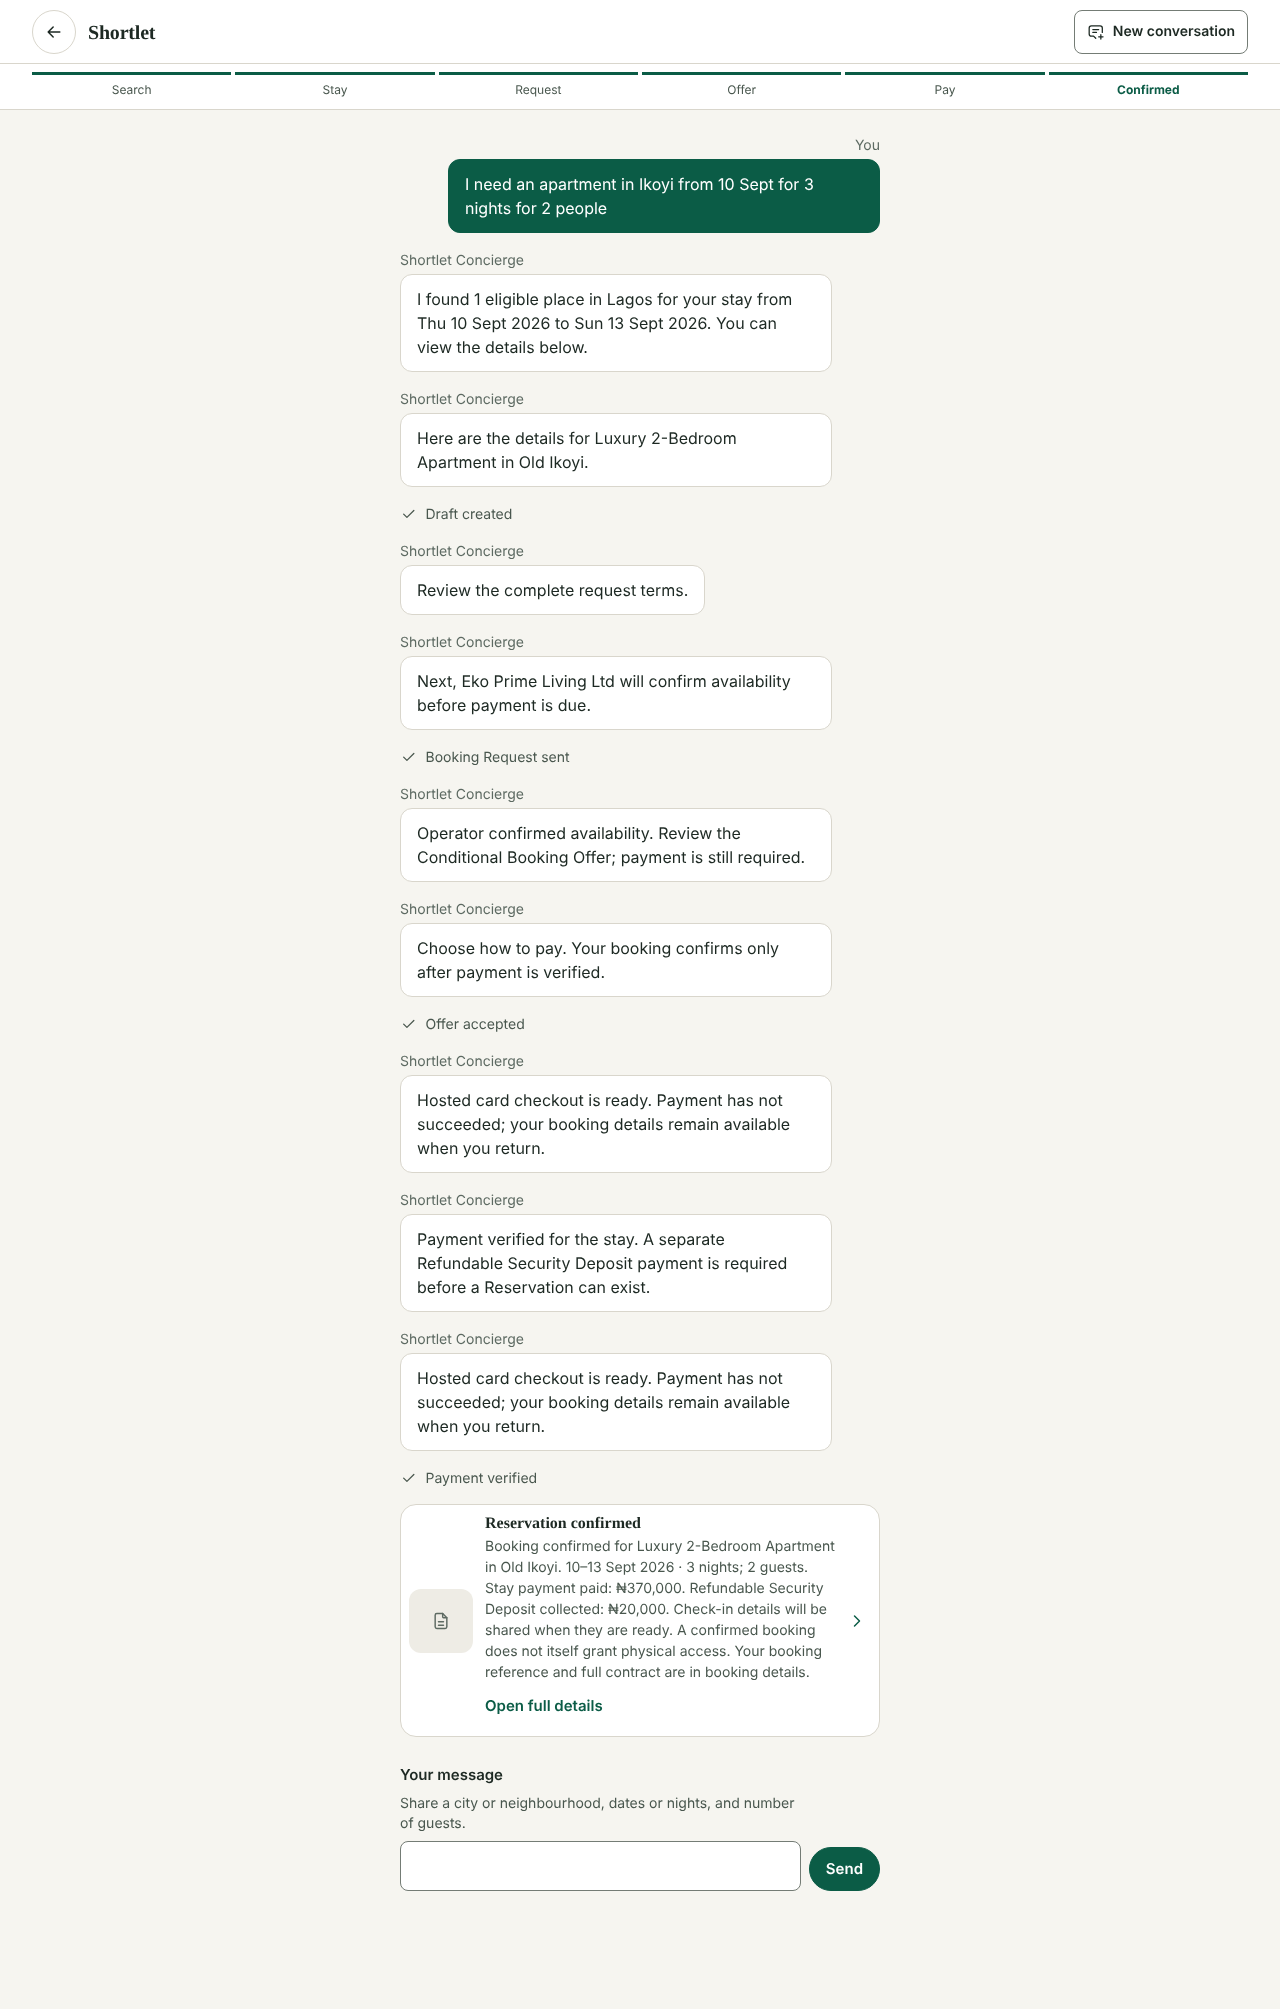 Shortlet
New conversation
Search
Stay
Request
Offer
Pay
Confirmed
You
I need an apartment in Ikoyi from 10 Sept for 3
nights for 2 people
Shortlet Concierge
I found 1 eligible place in Lagos for your stay from
Thu 10 Sept 2026 to Sun 13 Sept 2026. You can
view the details below.
Shortlet Concierge
Here are the details for Luxury 2-Bedroom
Apartment in Old Ikoyi.
Draft created
Shortlet Concierge
Review the complete request terms.
Shortlet Concierge
Next, Eko Prime Living Ltd will confirm availability
before payment is due.
Booking Request sent
Shortlet Concierge
Operator confirmed availability. Review the
Conditional Booking Offer; payment is still required.
Shortlet Concierge
Choose how to pay. Your booking confirms only
after payment is verified.
Offer accepted
Shortlet Concierge
Hosted card checkout is ready. Payment has not
succeeded; your booking details remain available
when you return.
Shortlet Concierge
Payment verified for the stay. A separate
Refundable Security Deposit payment is required
before a Reservation can exist.
Shortlet Concierge
Hosted card checkout is ready. Payment has not
succeeded; your booking details remain available
when you return.
Payment verified
Reservation confirmed
Booking confirmed for Luxury 2-Bedroom Apartment
in Old Ikoyi. 10–13 Sept 2026 · 3 nights; 2 guests.
Stay payment paid: ₦370,000. Refundable Security
Deposit collected: ₦20,000. Check-in details will be
shared when they are ready. A confirmed booking
does not itself grant physical access. Your booking
reference and full contract are in booking details.
Open full details
Your message
Share a city or neighbourhood, dates or nights, and number
of guests.
Send